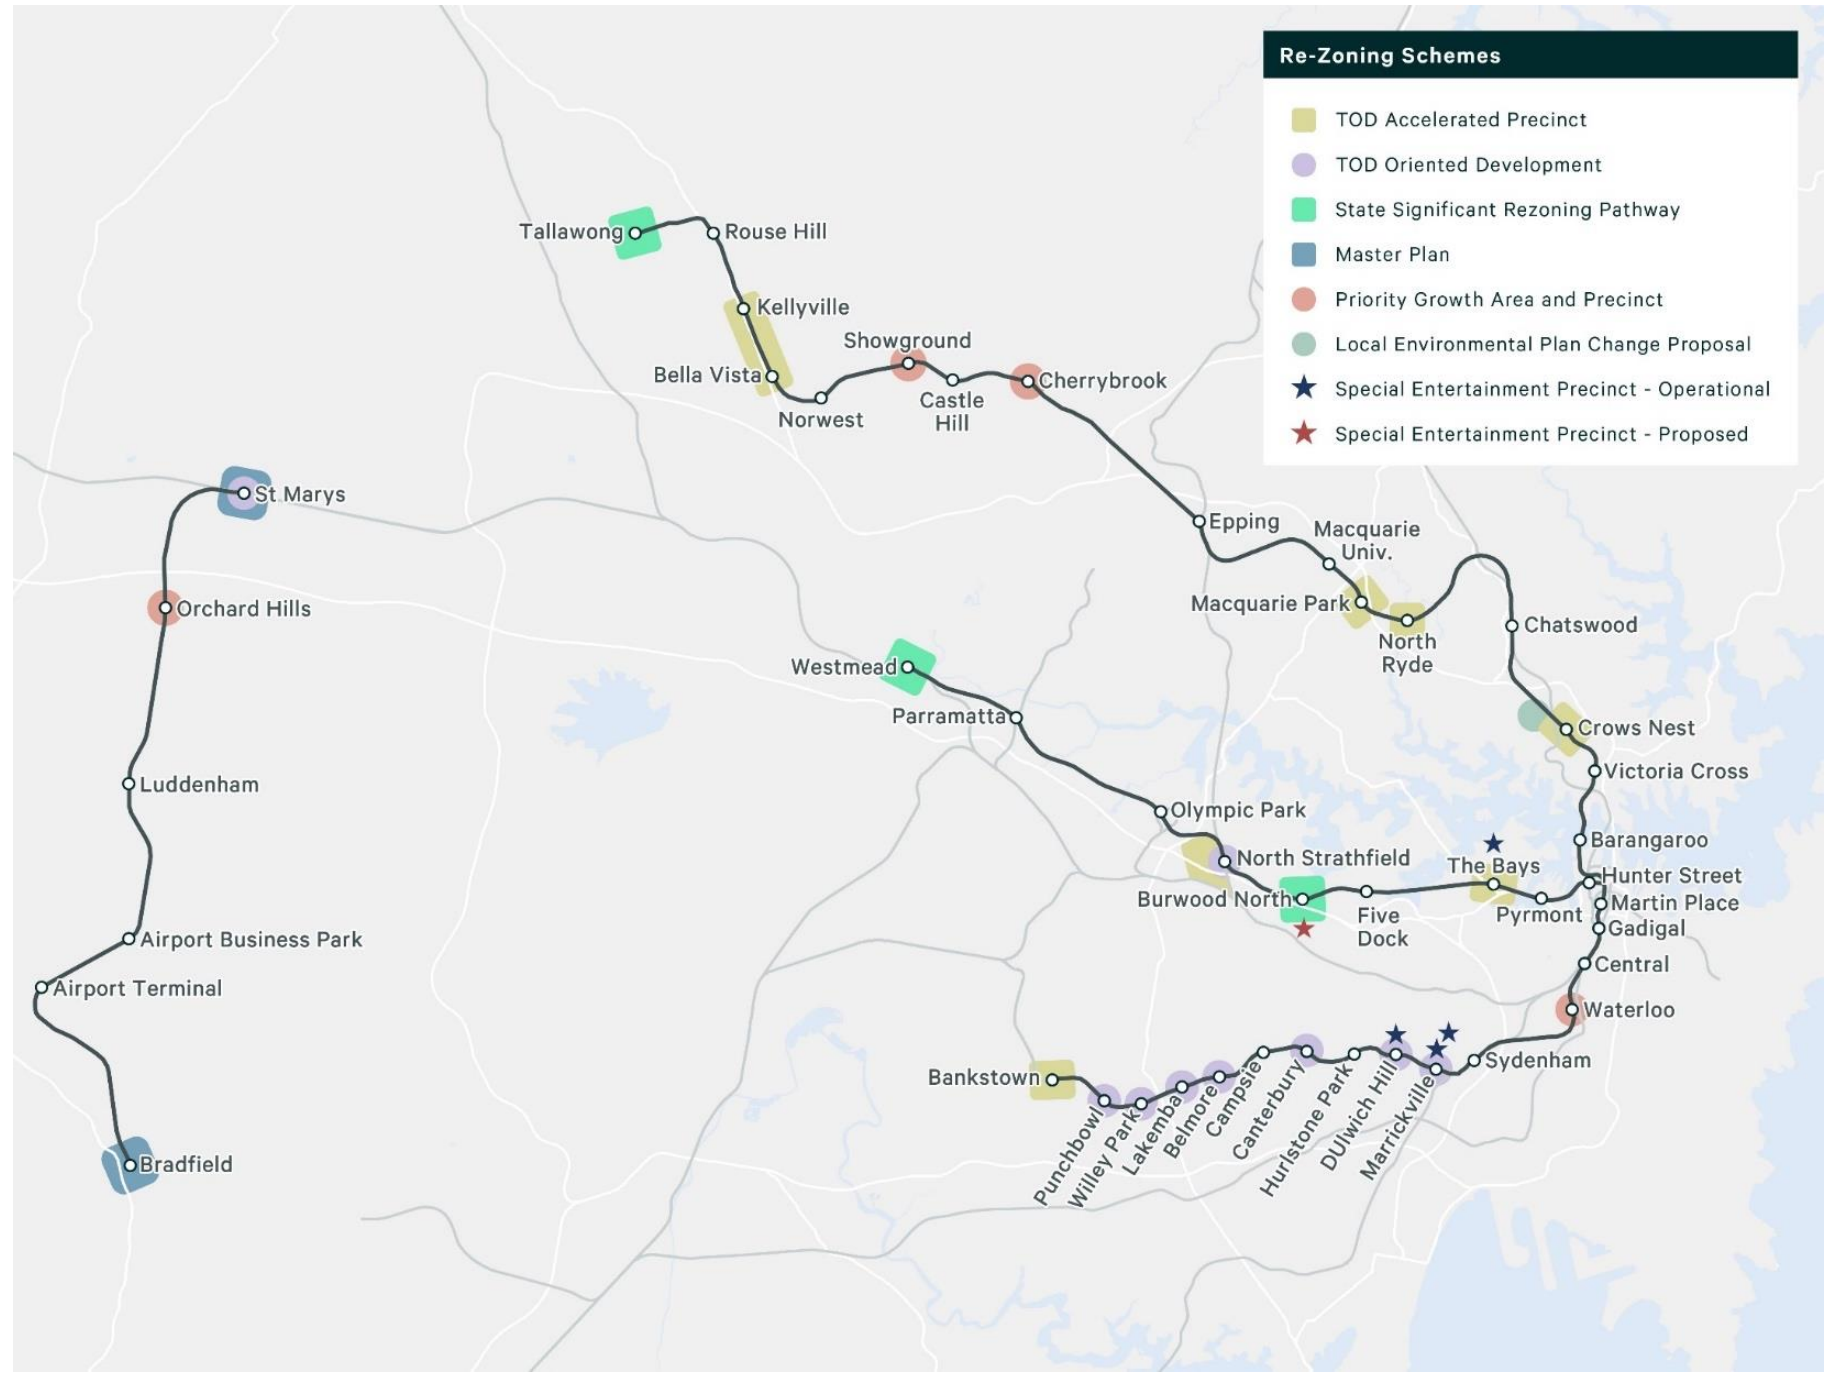 Re-Zoning Schemes
TOD Accelerated Precinct
TOD Oriented Development
State Significant Rezoning Pathway
Master Plan
Priority Growth Area and Precinct
Local Environmental Plan Change Proposal
Special Entertainment Precinct - Operational
Special Entertainment Precinct - Proposed
Tallawong
Rouse Hill
Kellyville
Bella Vista
Norwest
Showground
Castle
Hill
Cherrybrook
Epping
Macquarie
Univ.
Macquarie Park
North
Ryde
Chatswood
Crows Nest
Victoria Cross
Barangaroo
Hunter Street
Martin Place
Gadigal
Central
Waterloo
Sydenham
St Marys
Orchard Hills
Luddenham
Airport Business Park
Airport Terminal
Bradfield
Westmead
Parramatta
Olympic Park
North Strathfield
Burwood North
Five
Dock
The Bays
Pyrmont
Bankstown
Punchbowl
Willey Park
Lakemba
Belmore
Campsie
Canterbury
Hurlstone Park
DUlwich Hill
Marrickville